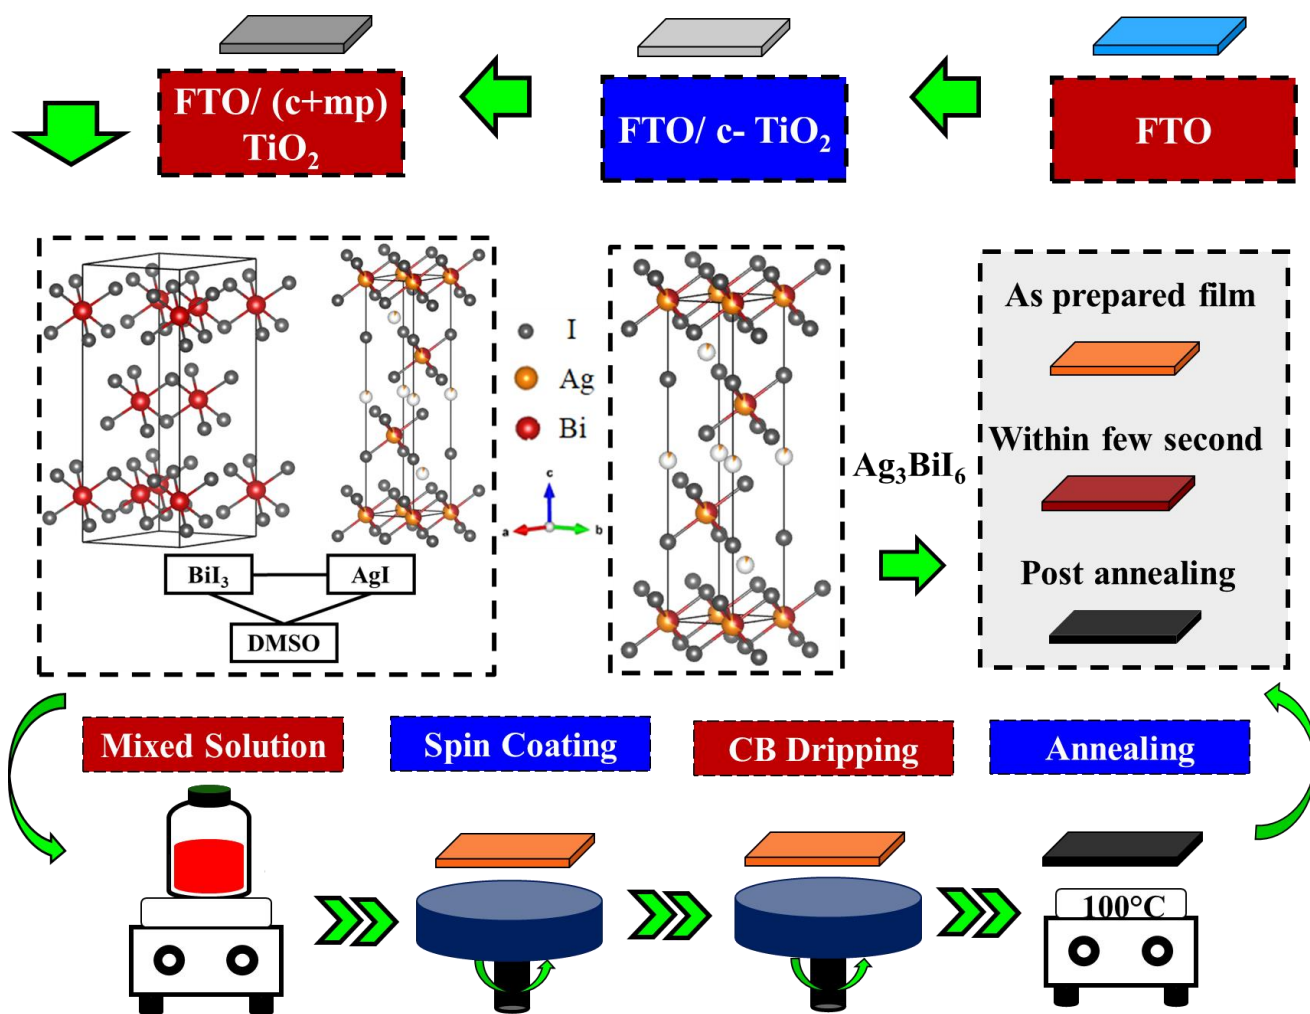 FTO/ (c+mp)
TiO₂
FTO/ c- TiO₂
FTO
I
Ag
Bi
c
a
b
BiI₃
AgI
DMSO
Ag₃BiI₆
As prepared film
Within few second
Post annealing
Mixed Solution
Spin Coating
CB Dripping
Annealing
100°C